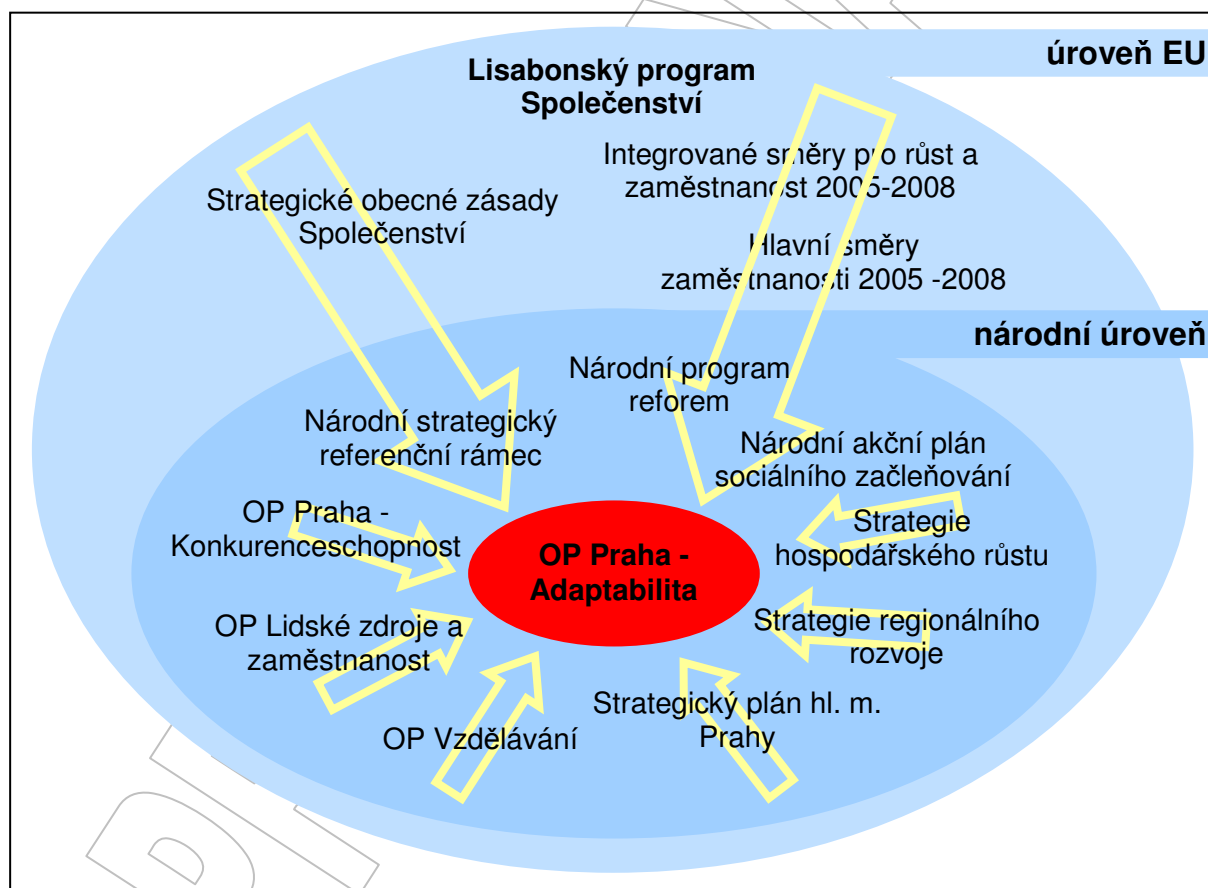 úroveň EU
Lisabonský program
Společenství
Integrované směry pro růst a
zaměstnanost 2005-2008
Strategické obecné zásady
Společenství
Hlavní směry
zaměstnanosti 2005 -2008
národní úroveň
Národní program
reforem
Národní strategický
referenční rámec
Národní akční plán
sociálního začleňování
OP Praha -
Konkurenceschopnost
Strategie
hospodářského růstu
OP Praha -
Adaptabilita
OP Lidské zdroje a
zaměstnanost
Strategie regionálního
rozvoje
OP Vzdělávání
Strategický plán hl. m.
Prahy